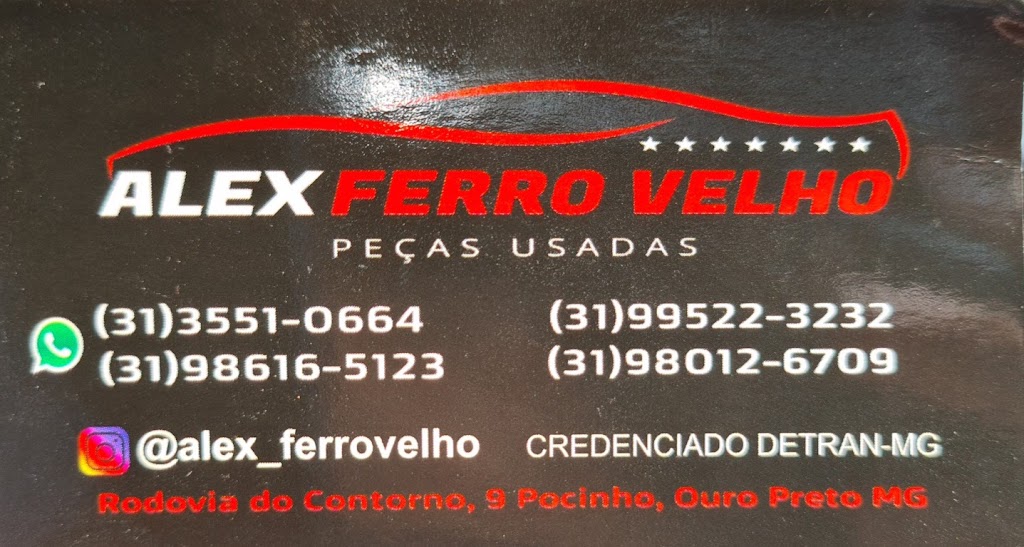 ALEX FERRO VELHO
PEÇAS USADAS
(31)3551-0664 (31)99522-3232
(31)98616-5123 (31)98012-6709
@alex_ferrovelho CREDENCIADO DETRAN-MG
Rodovia do Contorno, 9 Pocinho, Ouro Preto MG